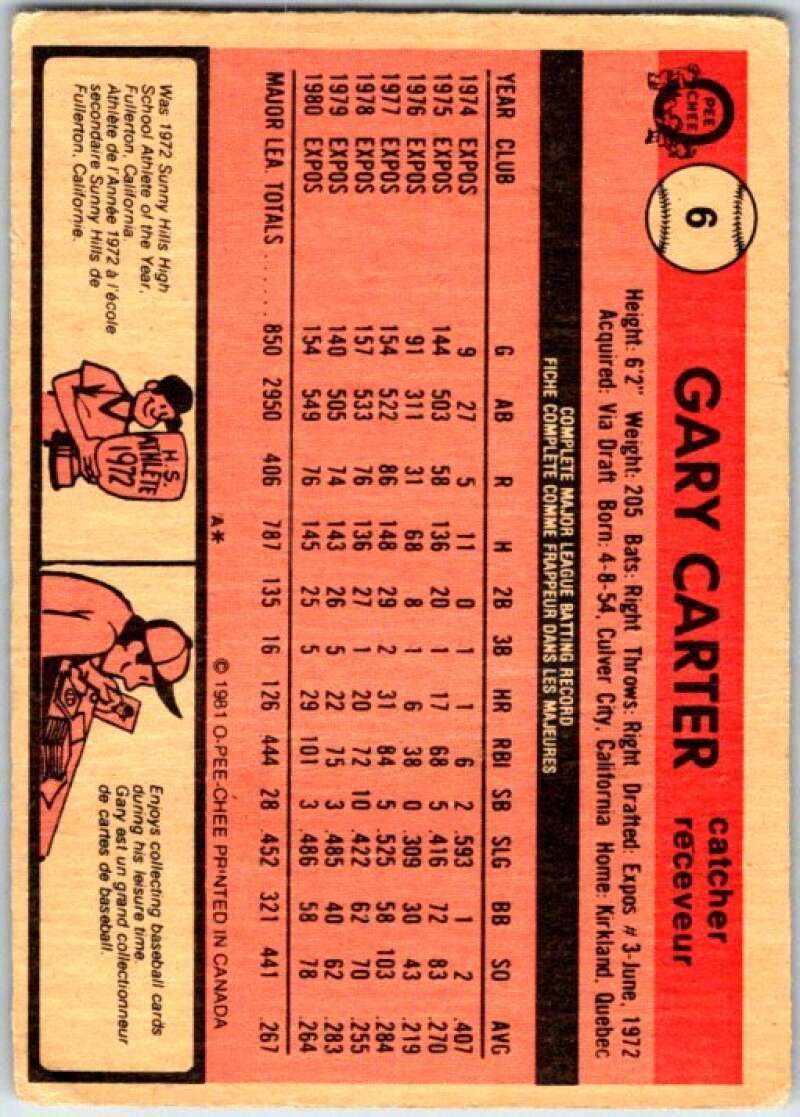 O
PEE
CHEE
6
GARY CARTER
catcher
receveur
Height: 6'2" Weight: 205 Bats: Right Throws: Right Drafted: Expos #3-June, 1972
Acquired: Via Draft Born: 4-8-54, Culver City, California Home: Kirkland, Quebec
COMPLETE MAJOR LEAGUE BATTING RECORD
FICHE COMPLÈTE COMME FRAPPEUR DANS LES MAJEURES
YEAR CLUB G AB R H 2B 3B HR RBI SB SLG BB SO AVG
1974 EXPOS 9 27 5 11 0 1 1 6 2 .593 1 2 .407
1975 EXPOS 144 503 58 136 20 1 17 68 5 .416 72 83 .270
1976 EXPOS 91 311 31 68 8 1 6 38 0 .309 30 43 .219
1977 EXPOS 154 522 86 148 29 2 31 84 5 .525 58 103 .284
1978 EXPOS 157 533 76 136 27 1 20 72 10 .422 62 70 .255
1979 EXPOS 140 505 74 143 26 5 22 75 3 .485 40 62 .283
1980 EXPOS 154 549 76 145 25 5 29 101 3 .486 58 78 .264
MAJOR LEA. TOTALS ...... 850 2950 406 787 135 16 126 444 28 .452 321 441 .267
A*
© 1981 O-PEE-CHEE PRINTED IN CANADA
Was 1972 Sunny Hills High
School Athlete of the Year,
Fullerton, California.
Athlète de l'Année 1972 à l'école
secondaire Sunny Hills de
Fullerton, Californie.
H.S.
ATHLETE
1972
Enjoys collecting baseball cards
during his leisure time.
Gary est un grand collectionneur
de cartes de baseball.